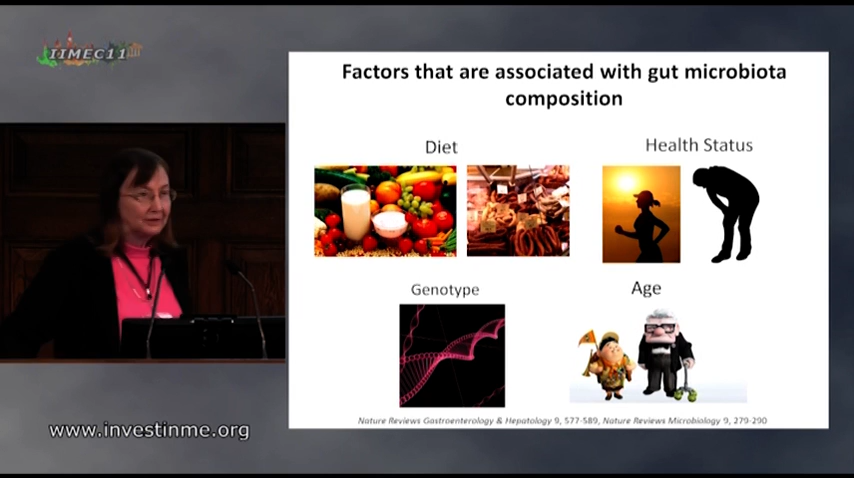 IIMEC11
Factors that are associated with gut microbiota
composition
Diet
Health Status
Genotype
Age
Nature Reviews Gastroenterology & Hepatology 9, 577-589, Nature Reviews Microbiology 9, 279-290
www.investinme.org